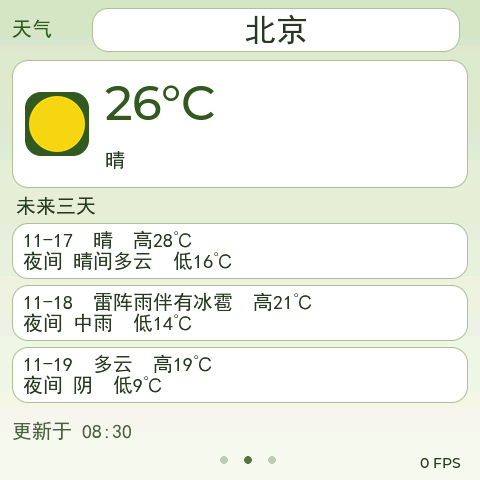 天气
北京
26°C
晴
未来三天
11-17 晴 高28℃
夜间 晴间多云 低16℃
11-18 雷阵雨伴有冰雹 高21℃
夜间 中雨 低14℃
11-19 多云 高19℃
夜间 阴 低9℃
更新于 08:30
0 FPS